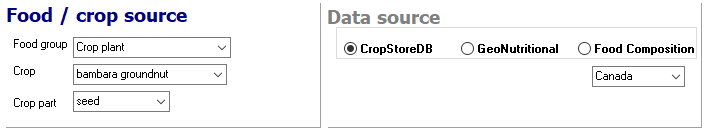 Food / crop source
Food group Crop plant
Crop bambara groundnut
Crop part seed
Data source
CropStoreDB GeoNutritional Food Composition
Canada